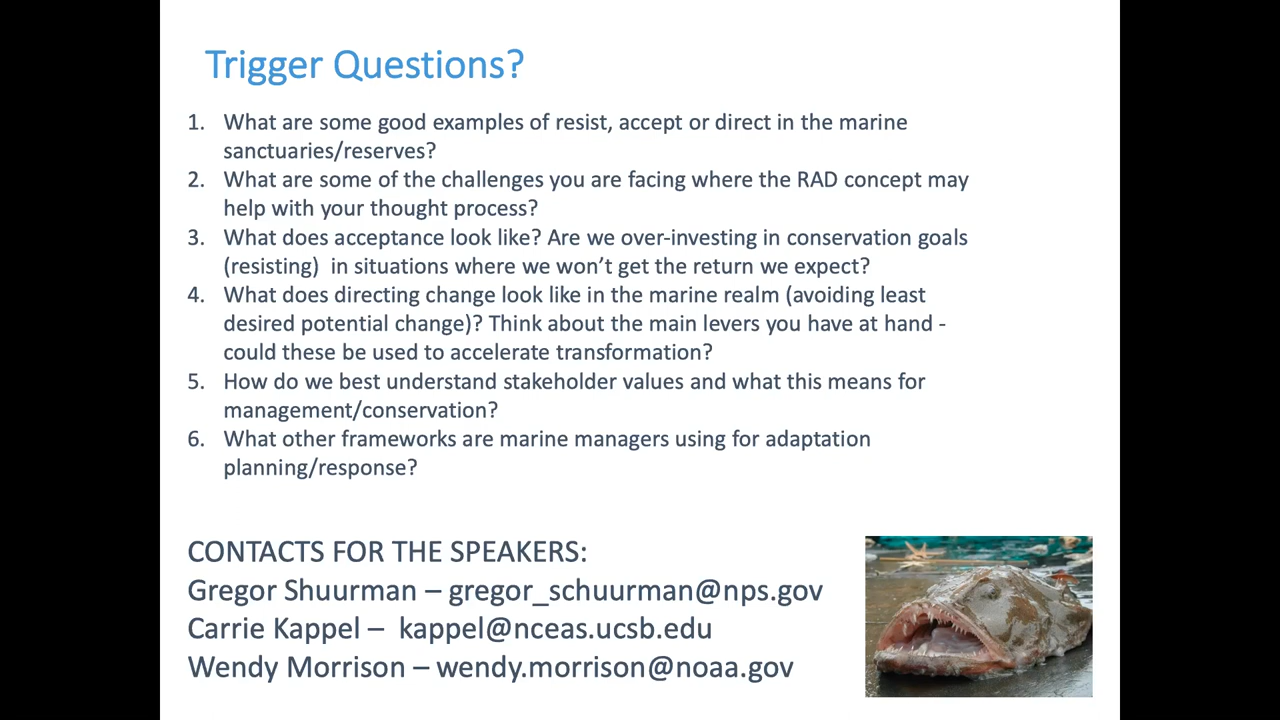 Trigger Questions?
1. What are some good examples of resist, accept or direct in the marine
sanctuaries/reserves?
2. What are some of the challenges you are facing where the RAD concept may
help with your thought process?
3. What does acceptance look like? Are we over-investing in conservation goals
(resisting)  in situations where we won’t get the return we expect?
4. What does directing change look like in the marine realm (avoiding least
desired potential change)? Think about the main levers you have at hand -
could these be used to accelerate transformation?
5. How do we best understand stakeholder values and what this means for
management/conservation?
6. What other frameworks are marine managers using for adaptation
planning/response?
CONTACTS FOR THE SPEAKERS:
Gregor Shuurman – gregor_schuurman@nps.gov
Carrie Kappel –  kappel@nceas.ucsb.edu
Wendy Morrison – wendy.morrison@noaa.gov